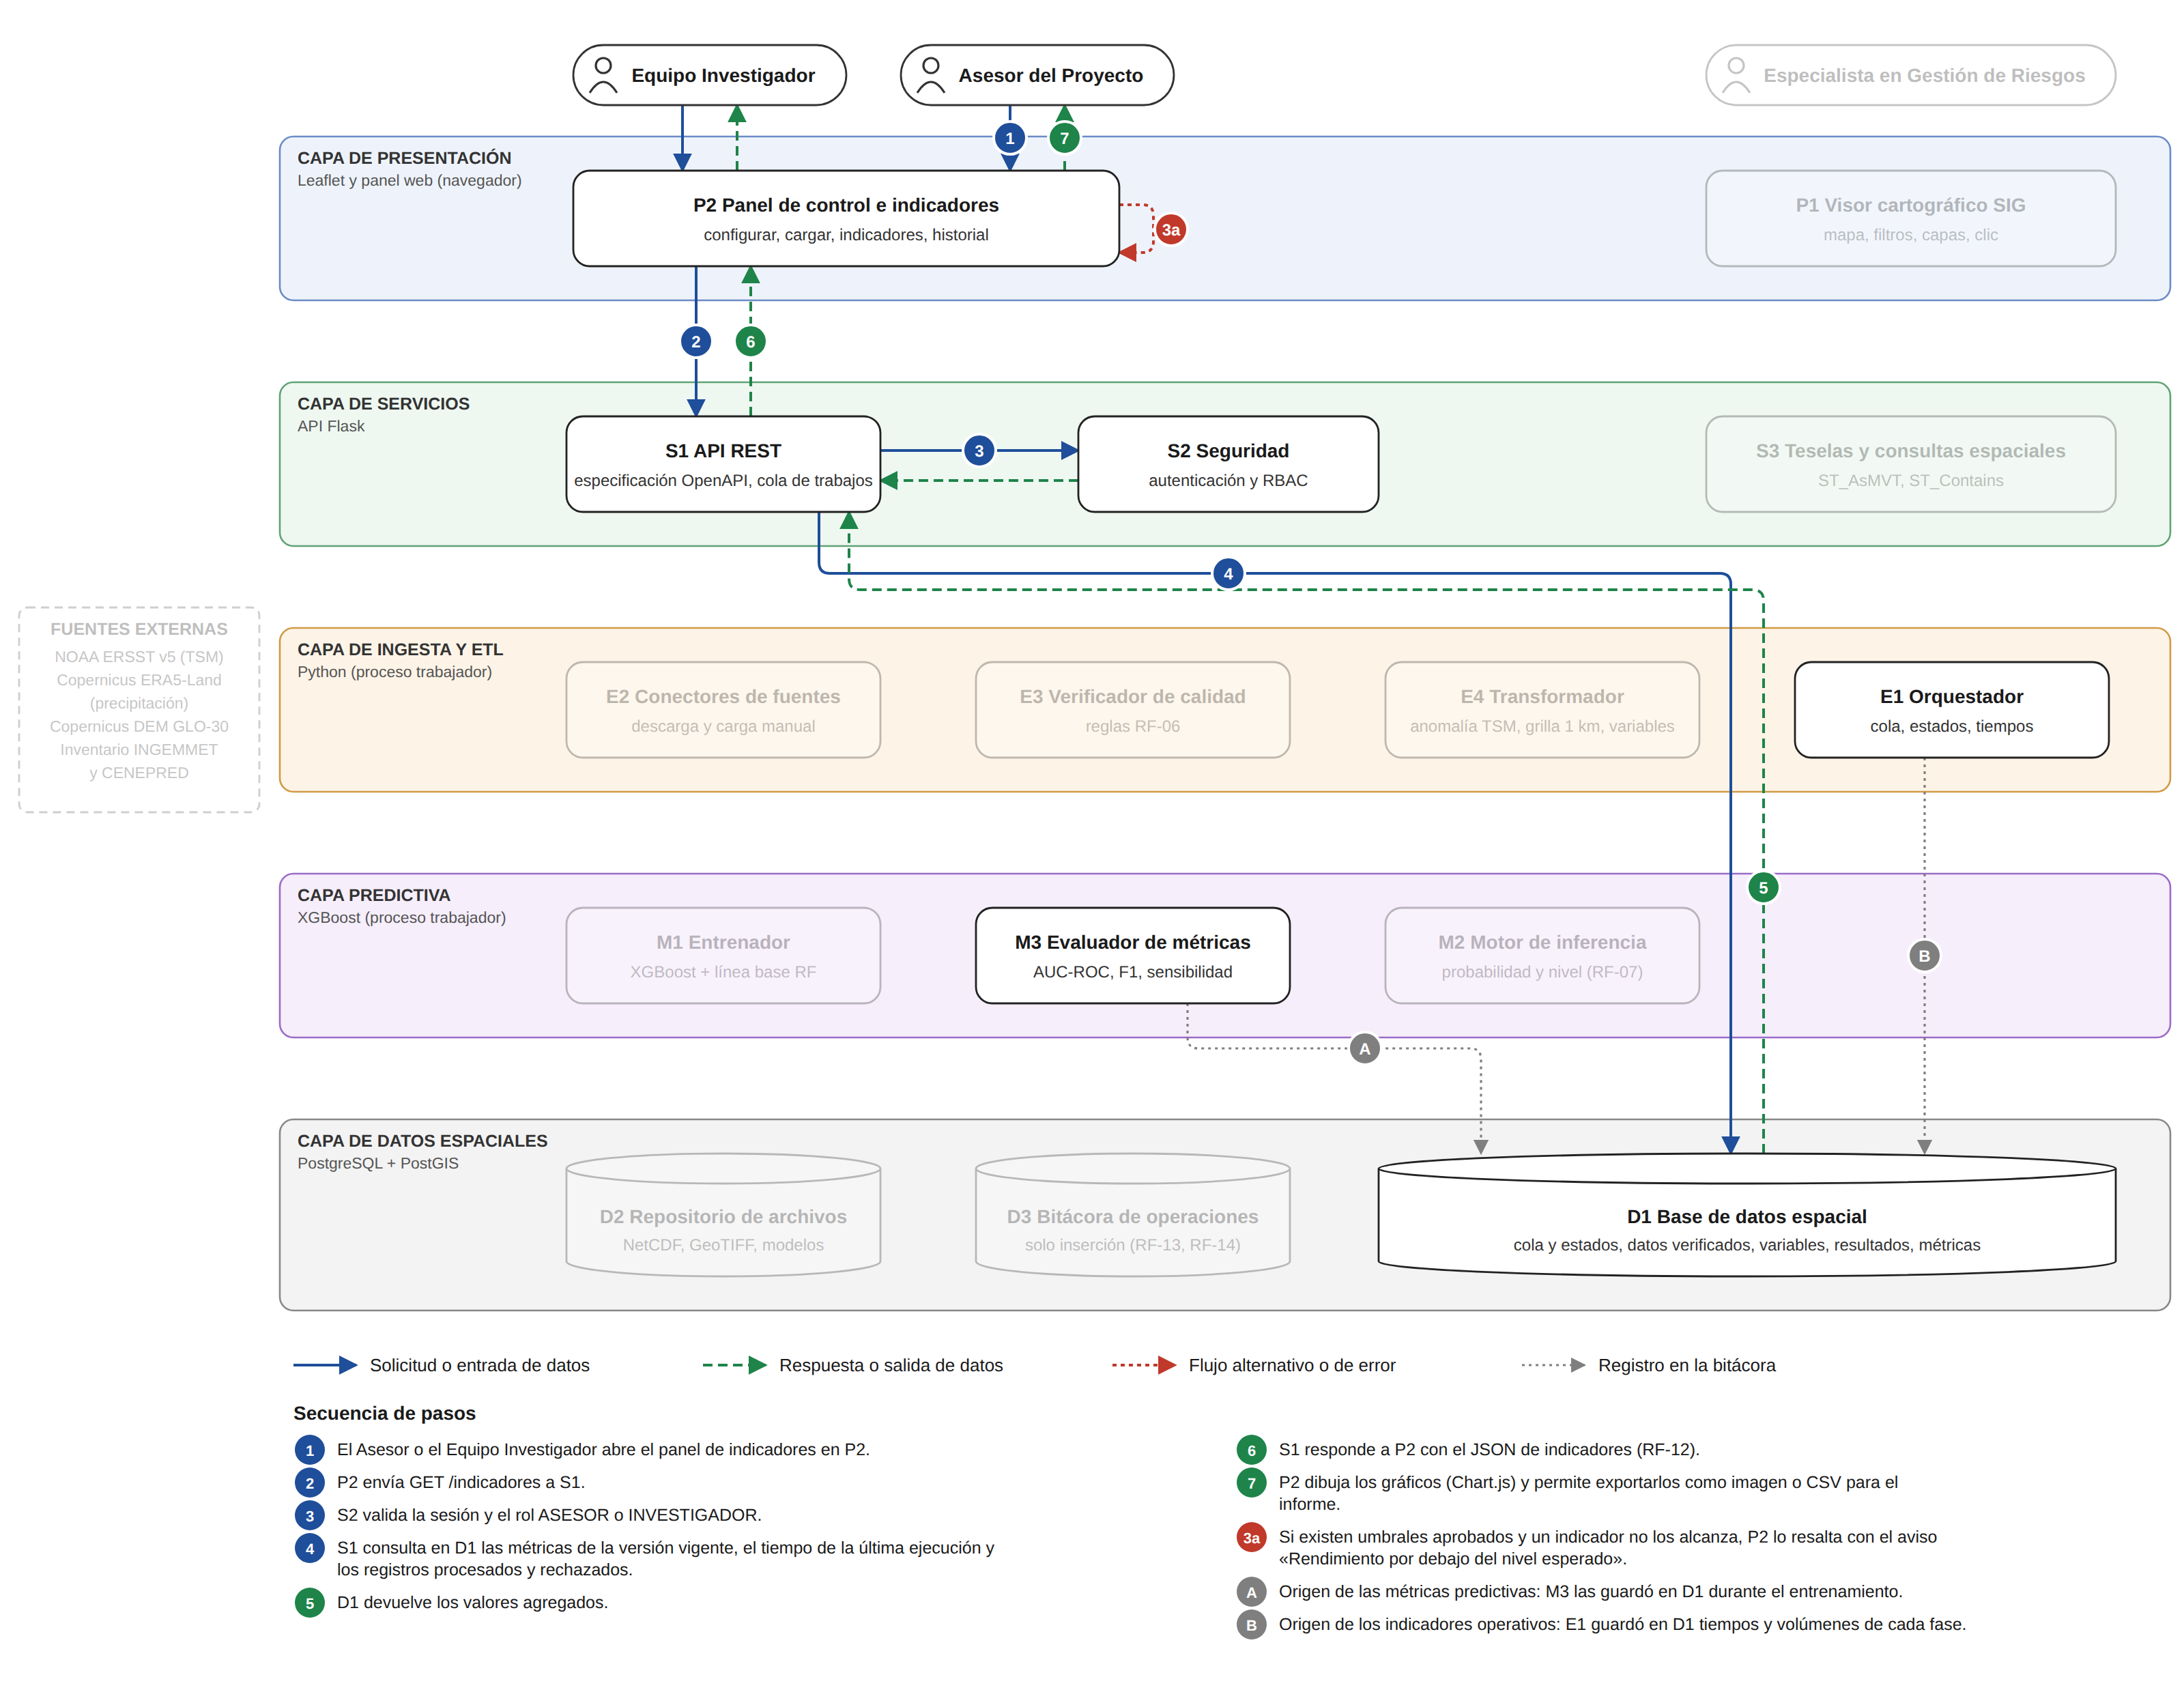 Equipo Investigador
Asesor del Proyecto
Especialista en Gestión de Riesgos
1
7
CAPA DE PRESENTACIÓN
Leaflet y panel web (navegador)
P2 Panel de control e indicadores
configurar, cargar, indicadores, historial
3a
P1 Visor cartográfico SIG
mapa, filtros, capas, clic
2
6
CAPA DE SERVICIOS
API Flask
S1 API REST
especificación OpenAPI, cola de trabajos
3
S2 Seguridad
autenticación y RBAC
S3 Teselas y consultas espaciales
ST_AsMVT, ST_Contains
4
FUENTES EXTERNAS
NOAA ERSST v5 (TSM)
Copernicus ERA5-Land
(precipitación)
Copernicus DEM GLO-30
Inventario INGEMMET
y CENEPRED
CAPA DE INGESTA Y ETL
Python (proceso trabajador)
E2 Conectores de fuentes
descarga y carga manual
E3 Verificador de calidad
reglas RF-06
E4 Transformador
anomalía TSM, grilla 1 km, variables
E1 Orquestador
cola, estados, tiempos
5
CAPA PREDICTIVA
XGBoost (proceso trabajador)
M1 Entrenador
XGBoost + línea base RF
M3 Evaluador de métricas
AUC-ROC, F1, sensibilidad
M2 Motor de inferencia
probabilidad y nivel (RF-07)
B
A
CAPA DE DATOS ESPACIALES
PostgreSQL + PostGIS
D2 Repositorio de archivos
NetCDF, GeoTIFF, modelos
D3 Bitácora de operaciones
solo inserción (RF-13, RF-14)
D1 Base de datos espacial
cola y estados, datos verificados, variables, resultados, métricas
Solicitud o entrada de datos
Respuesta o salida de datos
Flujo alternativo o de error
Registro en la bitácora
Secuencia de pasos
1 El Asesor o el Equipo Investigador abre el panel de indicadores en P2.
2 P2 envía GET /indicadores a S1.
3 S2 valida la sesión y el rol ASESOR o INVESTIGADOR.
4 S1 consulta en D1 las métricas de la versión vigente, el tiempo de la última ejecución y
los registros procesados y rechazados.
5 D1 devuelve los valores agregados.
6 S1 responde a P2 con el JSON de indicadores (RF-12).
7 P2 dibuja los gráficos (Chart.js) y permite exportarlos como imagen o CSV para el
informe.
3a Si existen umbrales aprobados y un indicador no los alcanza, P2 lo resalta con el aviso
«Rendimiento por debajo del nivel esperado».
A Origen de las métricas predictivas: M3 las guardó en D1 durante el entrenamiento.
B Origen de los indicadores operativos: E1 guardó en D1 tiempos y volúmenes de cada fase.